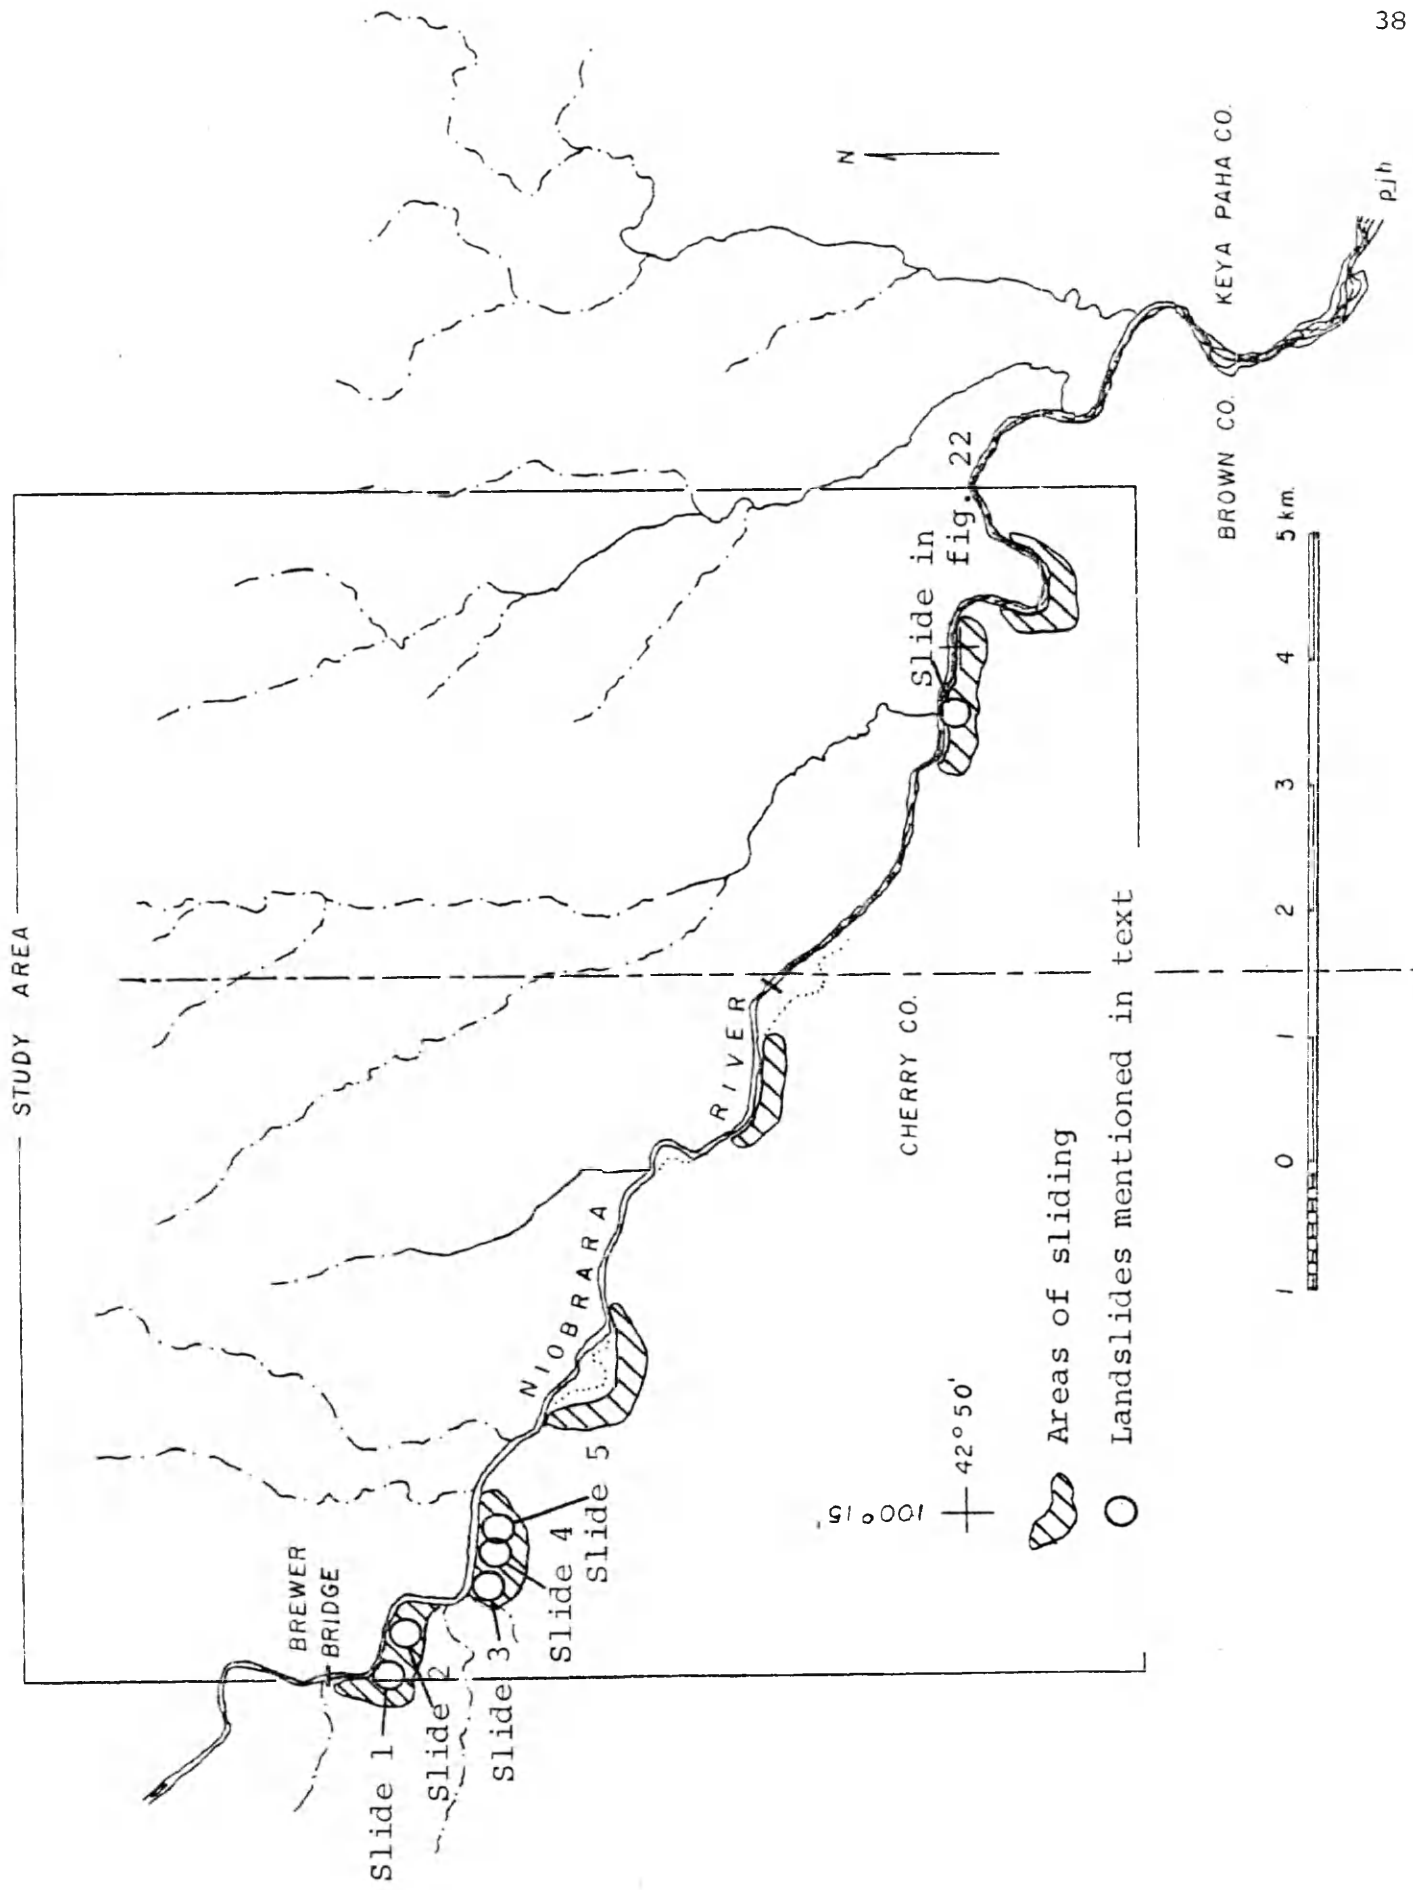 38
STUDY AREA
BREWER
BRIDGE
Slide 1
Slide 2
Slide 3
Slide 4
Slide 5
NIOBRARA
RIVER
Slide in
fig. 22
N
CHERRY CO.
BROWN CO.
KEYA PAHA CO.
pjh
100° 15'
42° 50'
Areas of sliding
Landslides mentioned in text
1 0 1 2 3 4 5 km.